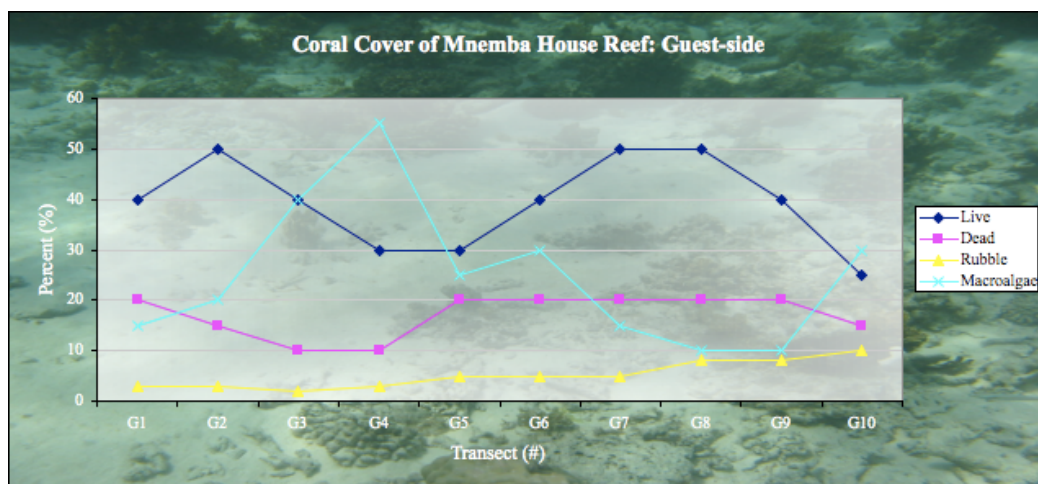 Coral Cover of Mnemba House Reef: Guest-side
60
50
40
30
20
10
0
Percent (%)
G1 G2 G3 G4 G5 G6 G7 G8 G9 G10
Transect (#)
Live
Dead
Rubble
Macroalgae